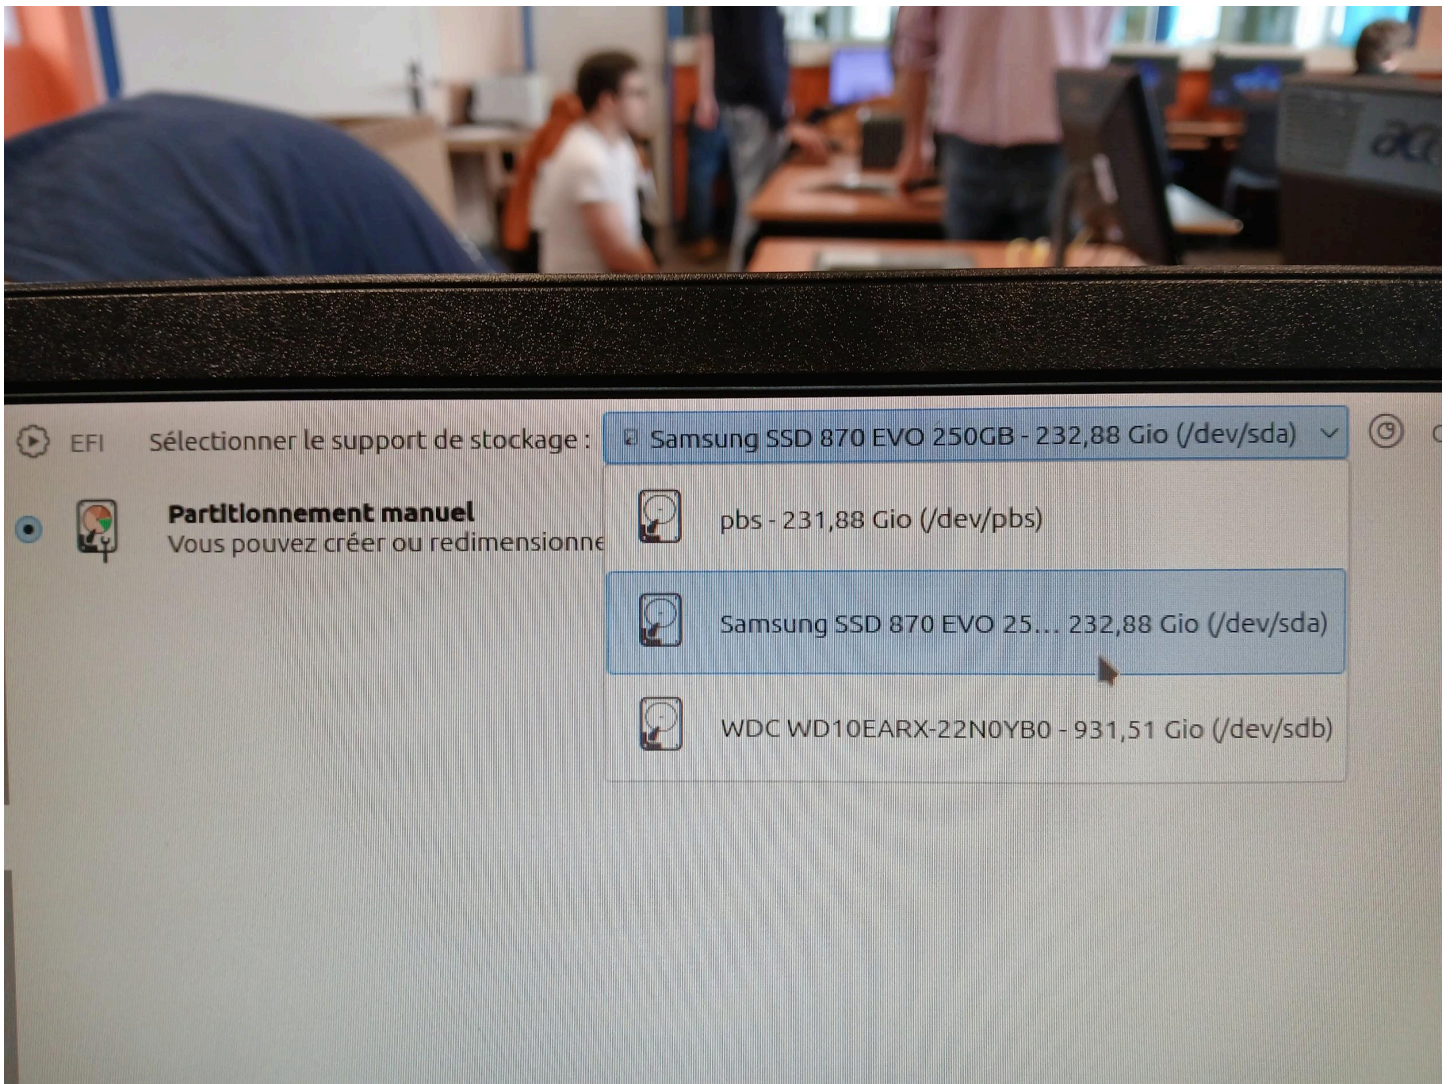 EFI
Sélectionner le support de stockage :
Samsung SSD 870 EVO 250GB - 232,88 Gio (/dev/sda)
Partitionnement manuel
Vous pouvez créer ou redimensionne
pbs - 231,88 Gio (/dev/pbs)
Samsung SSD 870 EVO 25... 232,88 Gio (/dev/sda)
WDC WD10EARX-22N0YB0 - 931,51 Gio (/dev/sdb)